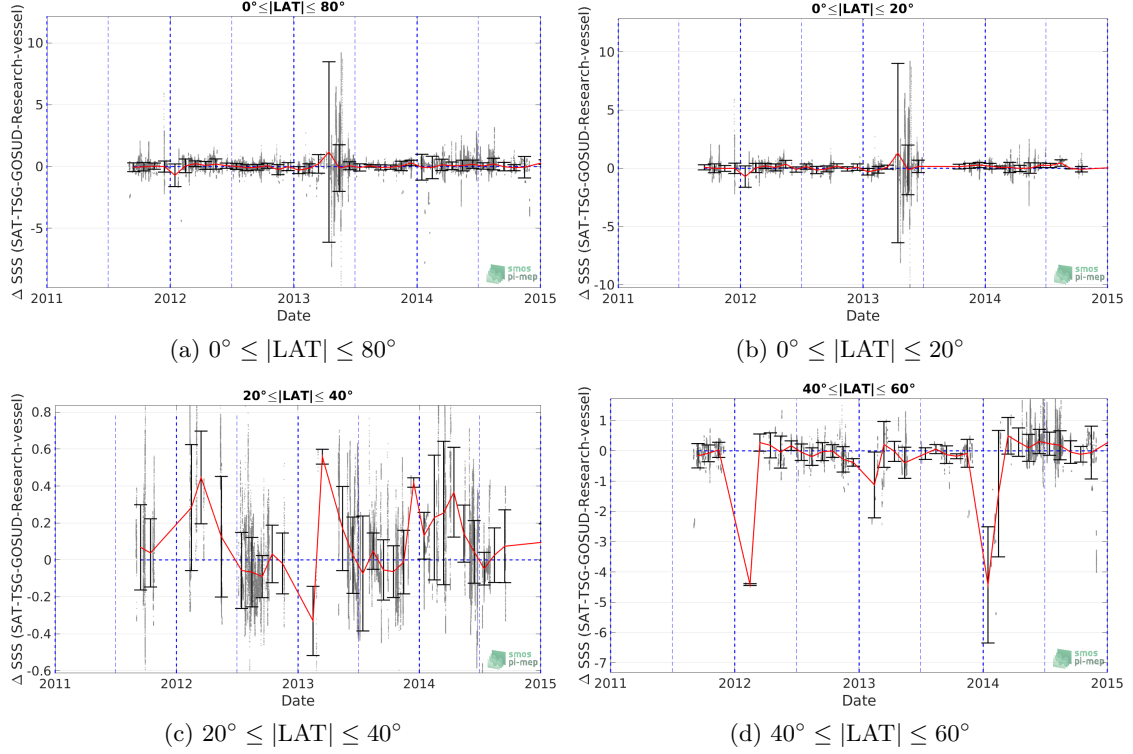 0°≤|LAT|≤ 80°
Δ SSS (SAT-TSG-GOSUD-Research-vessel)
10
5
0
-5
2011 2012 2013 2014 2015
Date
smos
pi-mep
(a) 0° ≤ |LAT| ≤ 80°
0°≤|LAT|≤ 20°
Δ SSS (SAT-TSG-GOSUD-Research-vessel)
10
5
0
-5
-10
2011 2012 2013 2014 2015
Date
smos
pi-mep
(b) 0° ≤ |LAT| ≤ 20°
20°≤|LAT|≤ 40°
Δ SSS (SAT-TSG-GOSUD-Research-vessel)
0.8
0.6
0.4
0.2
0
-0.2
-0.4
-0.6
2011 2012 2013 2014 2015
Date
smos
pi-mep
(c) 20° ≤ |LAT| ≤ 40°
40°≤|LAT|≤ 60°
Δ SSS (SAT-TSG-GOSUD-Research-vessel)
1
0
-1
-2
-3
-4
-5
-6
-7
2011 2012 2013 2014 2015
Date
smos
pi-mep
(d) 40° ≤ |LAT| ≤ 60°